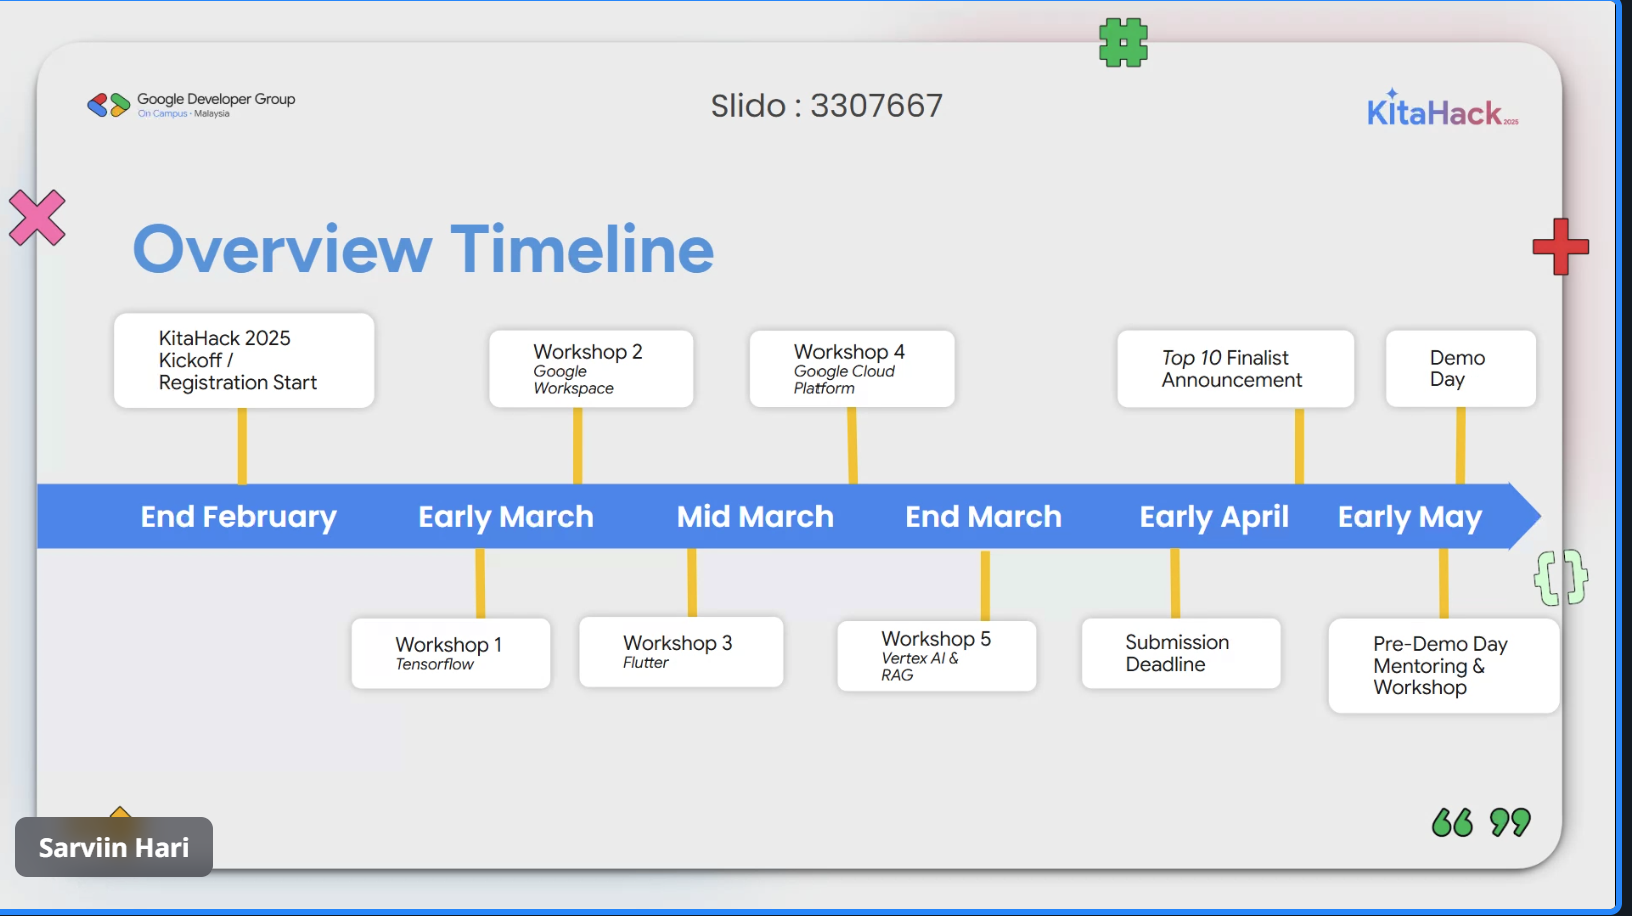 Google Developer Group
On Campus · Malaysia
Slido : 3307667
KitaHack 2025
Overview Timeline
KitaHack 2025
Kickoff /
Registration Start
Workshop 2
Google
Workspace
Workshop 4
Google Cloud
Platform
Top 10 Finalist
Announcement
Demo
Day
End February
Early March
Mid March
End March
Early April
Early May
Workshop 1
Tensorflow
Workshop 3
Flutter
Workshop 5
Vertex AI &
RAG
Submission
Deadline
Pre-Demo Day
Mentoring &
Workshop
Sarviin Hari